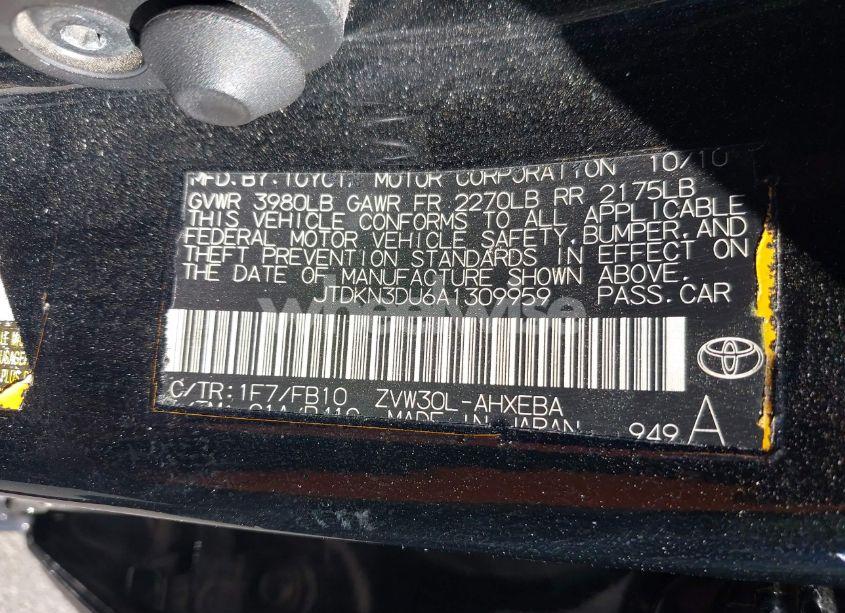 MFD. BY: TOYOT MOTOR CORPORATION 10/10
GVWR 3980LB GAWR FR 2270LB RR 2175LB
THIS VEHICLE CONFORMS TO ALL APPLICABLE
FEDERAL MOTOR VEHICLE SAFETY, BUMPER, AND
THEFT PREVENTION STANDARDS IN EFFECT ON
THE DATE OF MANUFACTURE SHOWN ABOVE.
JTDKN3DU6A1309959 PASS.CAR
wheelwise
C/TR:1F7/FB10 ZVW30L-AHXEBA
MADE IN JAPAN 949 A